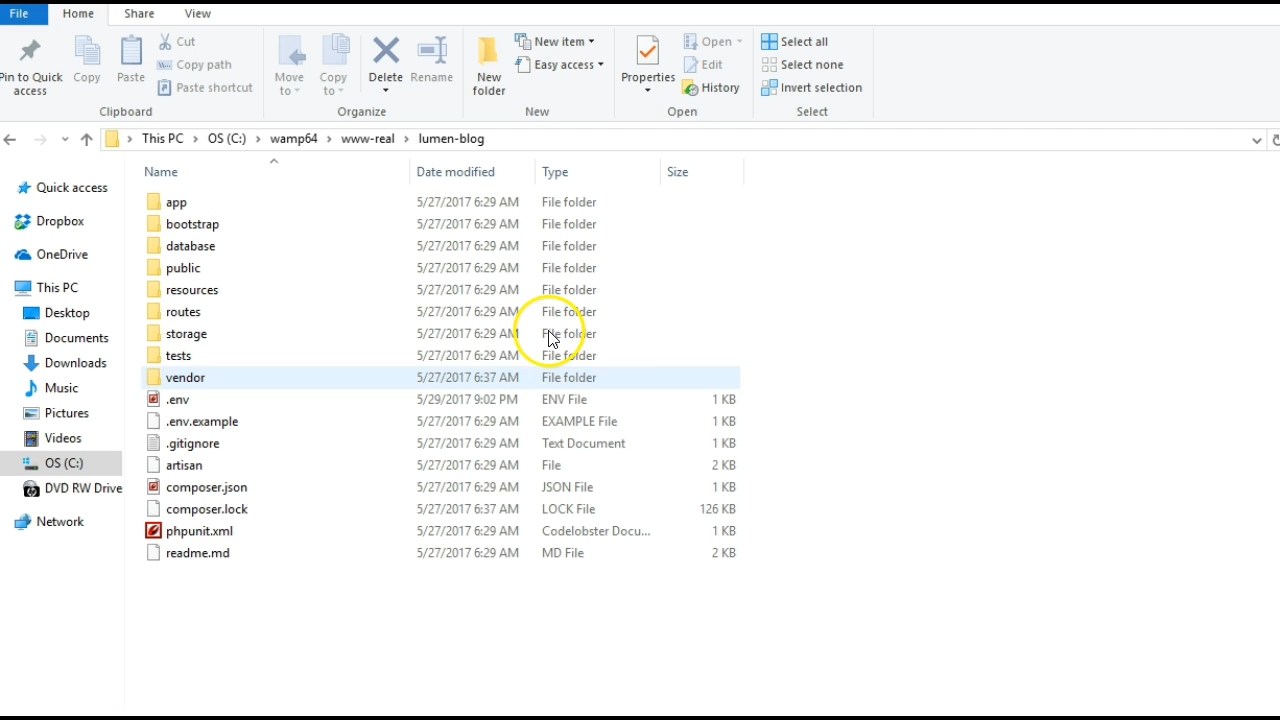 File Home Share View
Pin to Quick access
Copy
Paste
Cut
Copy path
Paste shortcut
Clipboard
Move to
Copy to
Delete
Rename
Organize
New folder
New item
Easy access
New
Properties
Open
Edit
History
Open
Select all
Select none
Invert selection
Select
This PC > OS (C:) > wamp64 > www-real > lumen-blog
Quick access
Dropbox
OneDrive
This PC
Desktop
Documents
Downloads
Music
Pictures
Videos
OS (C:)
DVD RW Drive
Network
Name Date modified Type Size
app 5/27/2017 6:29 AM File folder
bootstrap 5/27/2017 6:29 AM File folder
database 5/27/2017 6:29 AM File folder
public 5/27/2017 6:29 AM File folder
resources 5/27/2017 6:29 AM File folder
routes 5/27/2017 6:29 AM File folder
storage 5/27/2017 6:29 AM File folder
tests 5/27/2017 6:29 AM File folder
vendor 5/27/2017 6:37 AM File folder
.env 5/29/2017 9:02 PM ENV File 1 KB
.env.example 5/27/2017 6:29 AM EXAMPLE File 1 KB
.gitignore 5/27/2017 6:29 AM Text Document 1 KB
artisan 5/27/2017 6:29 AM File 2 KB
composer.json 5/27/2017 6:29 AM JSON File 1 KB
composer.lock 5/27/2017 6:37 AM LOCK File 126 KB
phpunit.xml 5/27/2017 6:29 AM Codelobster Docu... 1 KB
readme.md 5/27/2017 6:29 AM MD File 2 KB